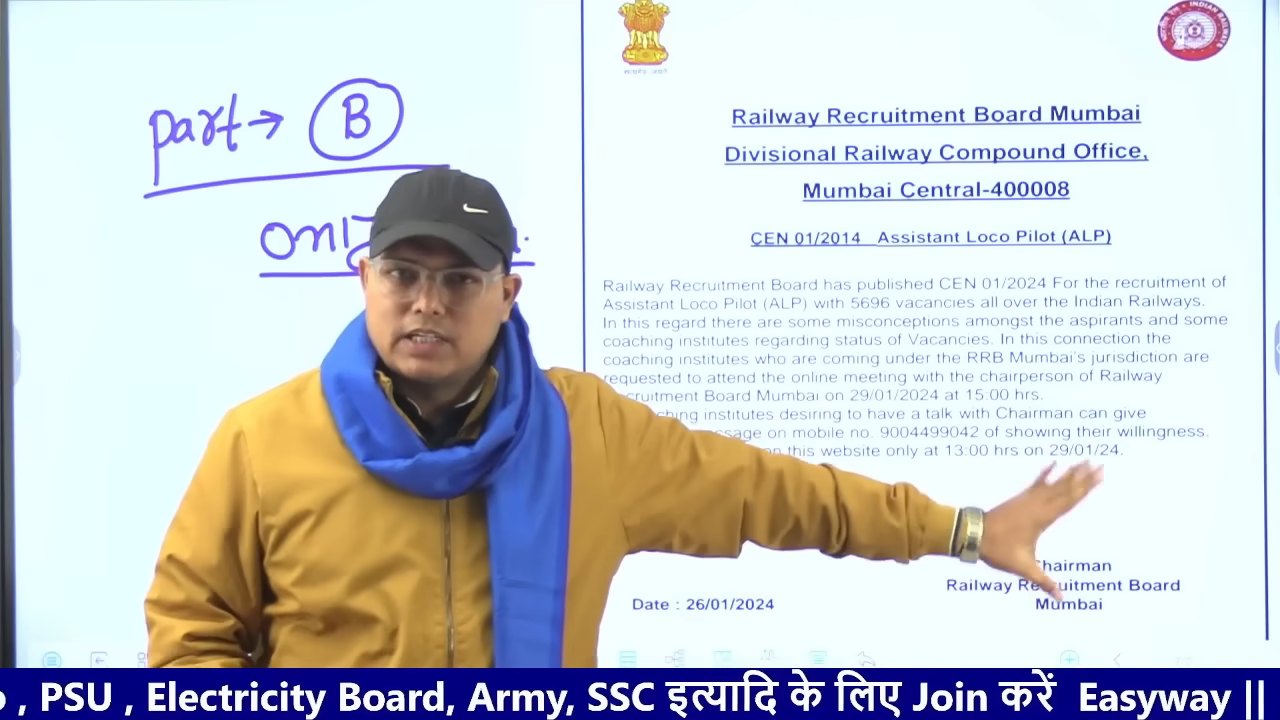 part → B
Railway Recruitment Board Mumbai
Divisional Railway Compound Office,
Mumbai Central-400008
CEN 01/2014 Assistant Loco Pilot (ALP)
Railway Recruitment Board has published CEN 01/2024 For the recruitment of
Assistant Loco Pilot (ALP) with 5696 vacancies all over the Indian Railways.
In this regard there are some misconceptions amongst the aspirants and some
coaching institutes regarding status of Vacancies. In this connection the
coaching institutes who are coming under the RRB Mumbai's jurisdiction are
requested to attend the online meeting with the chairperson of Railway
Board Mumbai on 29/01/2024 at 15:00 hrs.
institutes desiring to have a talk with Chairman can give
on mobile no. 9004499042 of showing their willingness.
this website only at 13:00 hrs on 29/01/24.
Chairman
Railway Recruitment Board
Mumbai
Date : 26/01/2024
, PSU , Electricity Board, Army, SSC इत्यादि के लिए Join करें Easyway ||